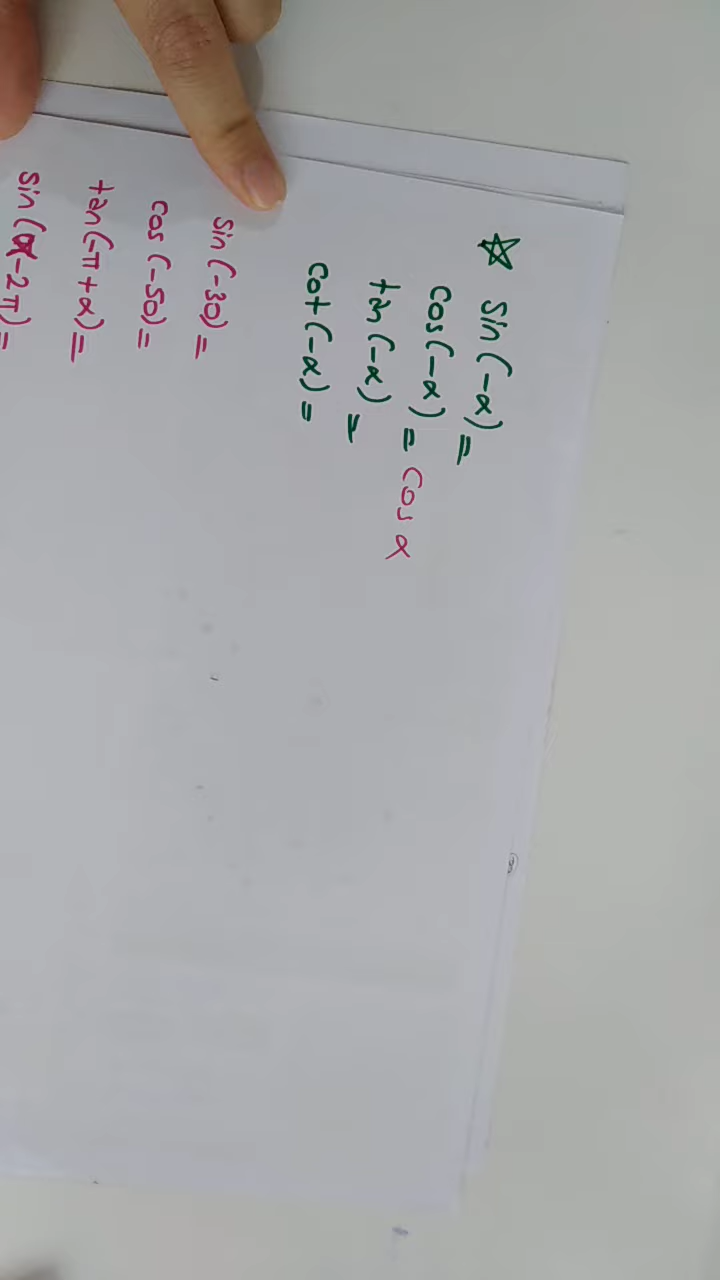 ☆ Sin(-α) =
Cos(-α) = Cos α
tan(-α) =
Cot(-α) =
Sin(-30) =
Cos(-50) =
tan(-π+α) =
Sin(α-2π) =